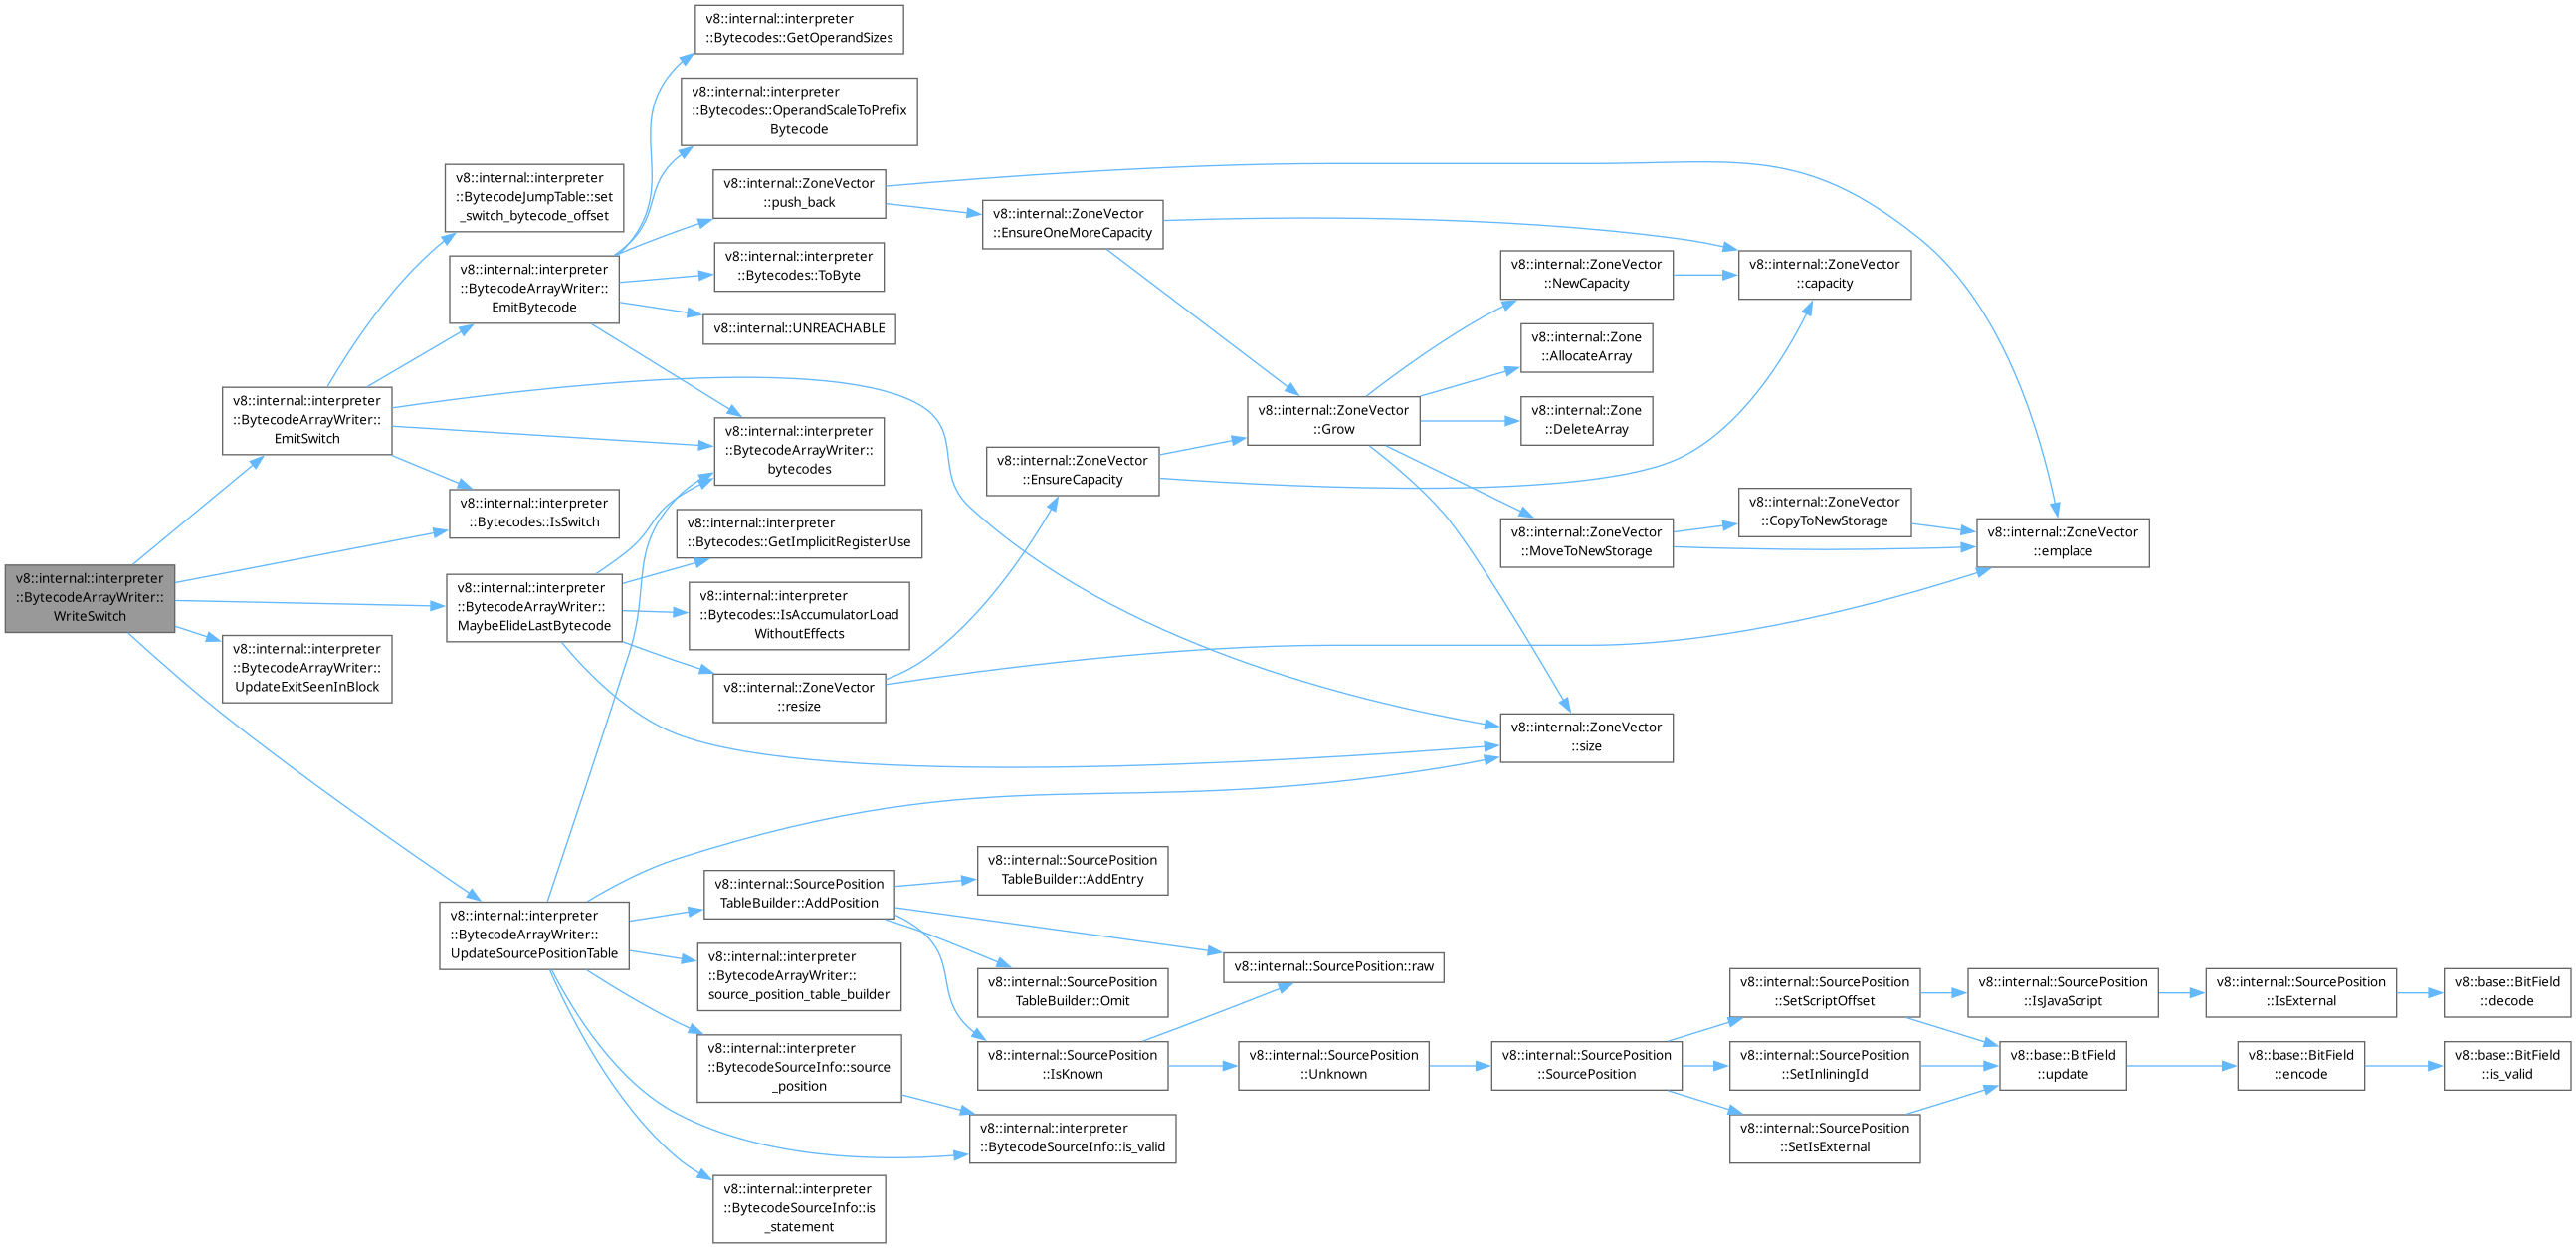 v8::internal::interpreter
::BytecodeArrayWriter::
WriteSwitch
v8::internal::interpreter
::BytecodeArrayWriter::
EmitSwitch
v8::internal::interpreter
::BytecodeArrayWriter::
UpdateExitSeenInBlock
v8::internal::interpreter
::BytecodeJumpTable::set
_switch_bytecode_offset
v8::internal::interpreter
::BytecodeArrayWriter::
EmitBytecode
v8::internal::interpreter
::Bytecodes::IsSwitch
v8::internal::interpreter
::BytecodeArrayWriter::
MaybeElideLastBytecode
v8::internal::interpreter
::BytecodeArrayWriter::
UpdateSourcePositionTable
v8::internal::interpreter
::Bytecodes::GetOperandSizes
v8::internal::interpreter
::Bytecodes::OperandScaleToPrefix
Bytecode
v8::internal::ZoneVector
::push_back
v8::internal::interpreter
::Bytecodes::ToByte
v8::internal::UNREACHABLE
v8::internal::interpreter
::BytecodeArrayWriter::
bytecodes
v8::internal::interpreter
::Bytecodes::GetImplicitRegisterUse
v8::internal::interpreter
::Bytecodes::IsAccumulatorLoad
WithoutEffects
v8::internal::ZoneVector
::resize
v8::internal::SourcePosition
TableBuilder::AddPosition
v8::internal::interpreter
::BytecodeArrayWriter::
source_position_table_builder
v8::internal::interpreter
::BytecodeSourceInfo::source
_position
v8::internal::interpreter
::BytecodeSourceInfo::is
_statement
v8::internal::ZoneVector
::EnsureOneMoreCapacity
v8::internal::ZoneVector
::EnsureCapacity
v8::internal::SourcePosition
TableBuilder::AddEntry
v8::internal::SourcePosition
TableBuilder::Omit
v8::internal::SourcePosition
::IsKnown
v8::internal::interpreter
::BytecodeSourceInfo::is_valid
v8::internal::ZoneVector
::Grow
v8::internal::SourcePosition::raw
v8::internal::SourcePosition
::Unknown
v8::internal::ZoneVector
::NewCapacity
v8::internal::Zone
::AllocateArray
v8::internal::Zone
::DeleteArray
v8::internal::ZoneVector
::MoveToNewStorage
v8::internal::ZoneVector
::size
v8::internal::SourcePosition
::SourcePosition
v8::internal::ZoneVector
::capacity
v8::internal::ZoneVector
::CopyToNewStorage
v8::internal::SourcePosition
::SetScriptOffset
v8::internal::SourcePosition
::SetInliningId
v8::internal::SourcePosition
::SetIsExternal
v8::internal::ZoneVector
::emplace
v8::internal::SourcePosition
::IsJavaScript
v8::base::BitField
::update
v8::internal::SourcePosition
::IsExternal
v8::base::BitField
::encode
v8::base::BitField
::decode
v8::base::BitField
::is_valid